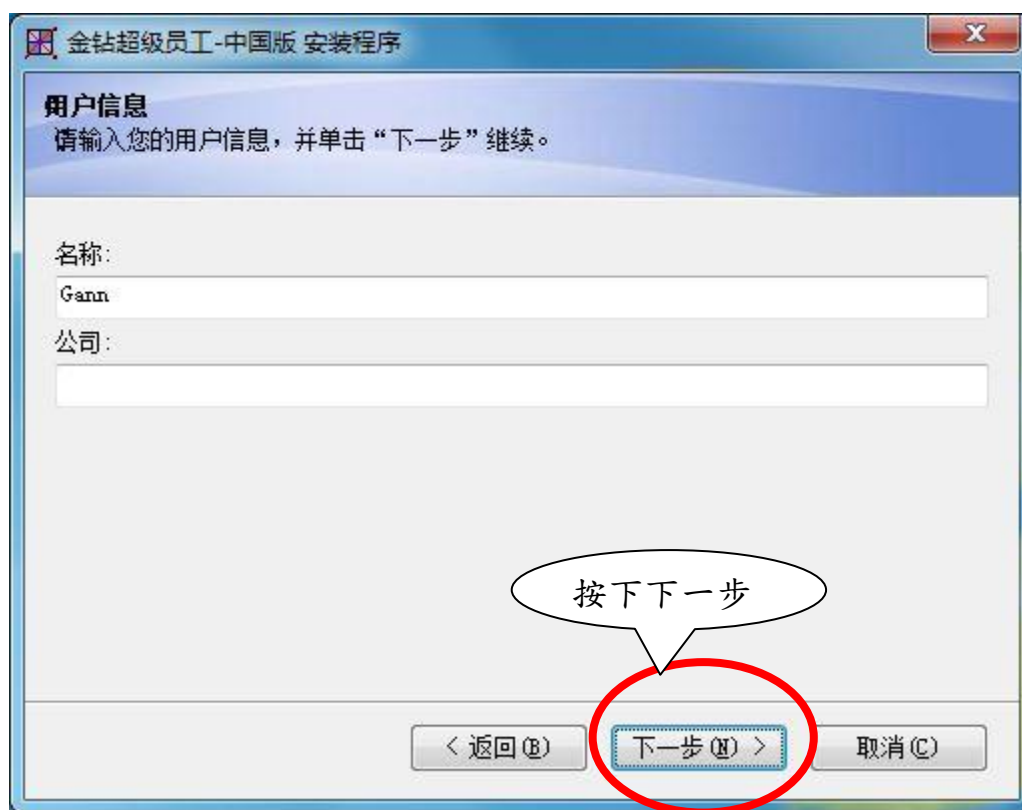 金钻超级员工-中国版 安装程序
用户信息
请输入您的用户信息，并单击“下一步”继续。
名称:
Gann
公司:
按下下一步
< 返回(B)
下一步(N) >
取消(C)